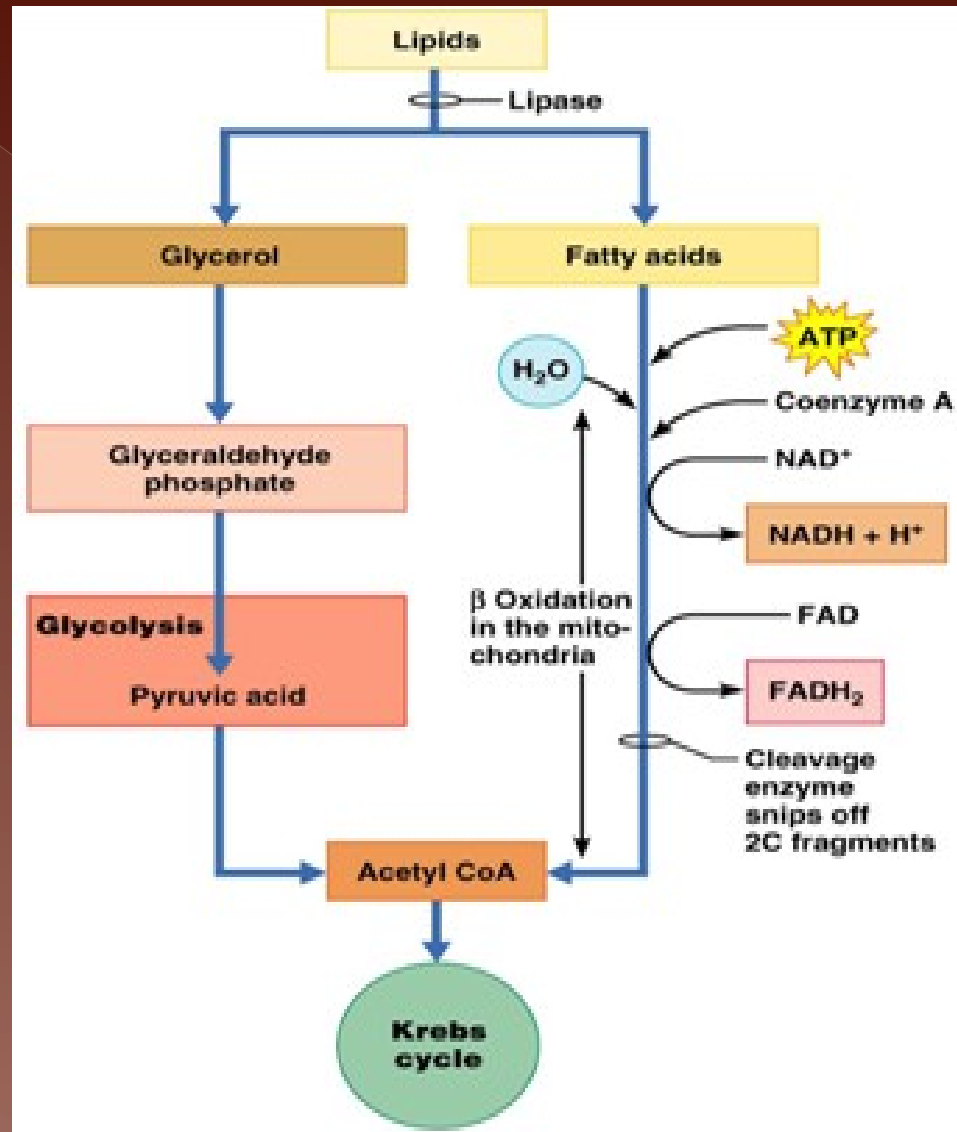 Lipids
Lipase
Glycerol
Fatty acids
ATP
H₂O
Coenzyme A
Glyceraldehyde
phosphate
NAD⁺
NADH + H⁺
β Oxidation
in the mito-
chondria
Glycolysis
FAD
Pyruvic acid
FADH₂
Cleavage
enzyme
snips off
2C fragments
Acetyl CoA
Krebs
cycle